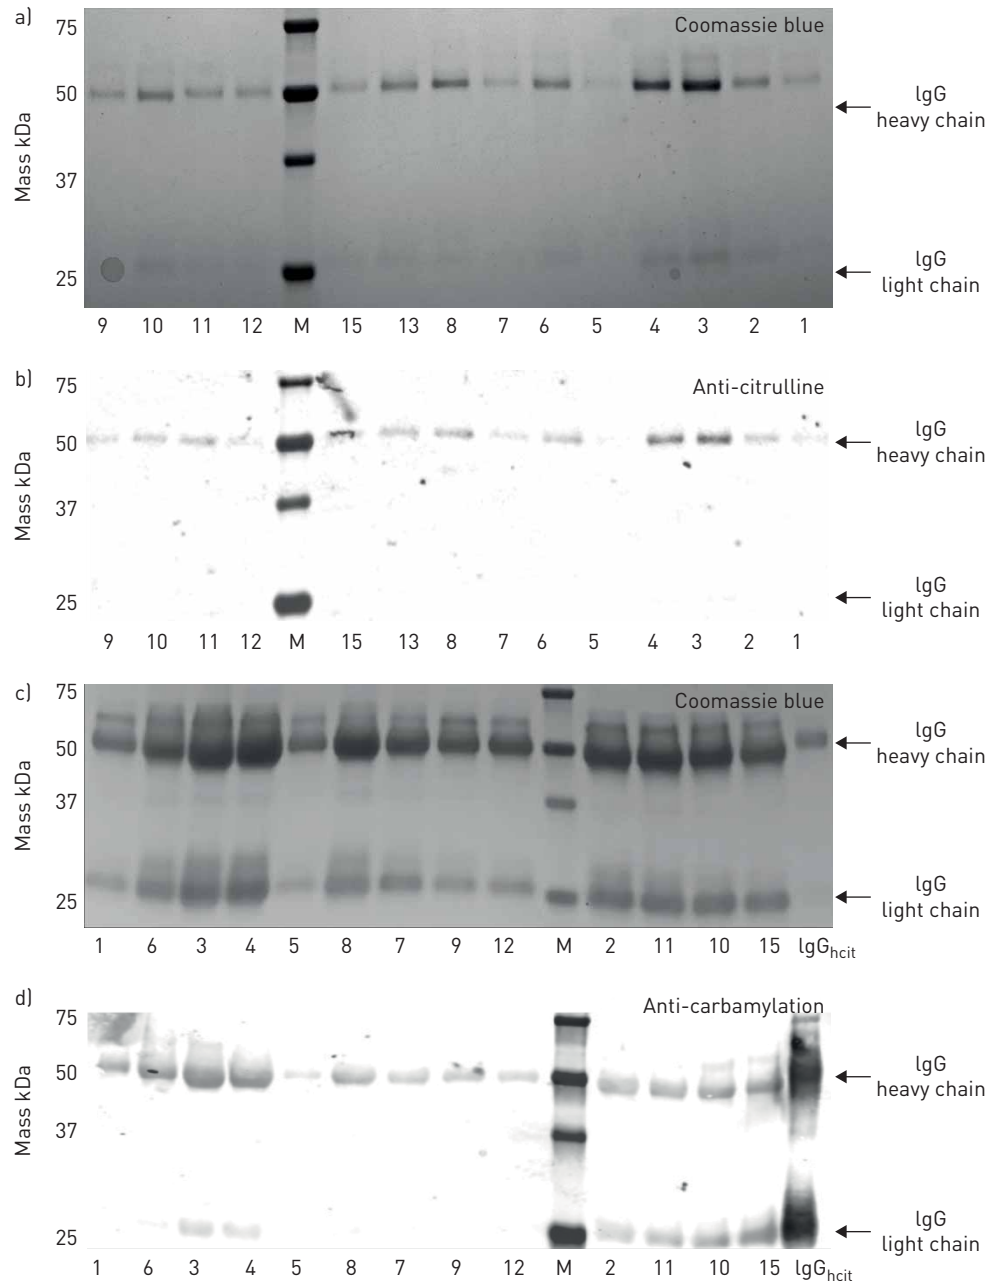 a)
Coomassie blue
Mass kDa
75
50
37
25
lgG
heavy chain
lgG
light chain
9 10 11 12 M 15 13 8 7 6 5 4 3 2 1
b)
Anti-citrulline
Mass kDa
75
50
37
25
lgG
heavy chain
lgG
light chain
9 10 11 12 M 15 13 8 7 6 5 4 3 2 1
c)
Coomassie blue
Mass kDa
75
50
37
25
lgG
heavy chain
lgG
light chain
1 6 3 4 5 8 7 9 12 M 2 11 10 15 lgGhcit
d)
Anti-carbamylation
Mass kDa
75
50
37
25
lgG
heavy chain
lgG
light chain
1 6 3 4 5 8 7 9 12 M 2 11 10 15 lgGhcit